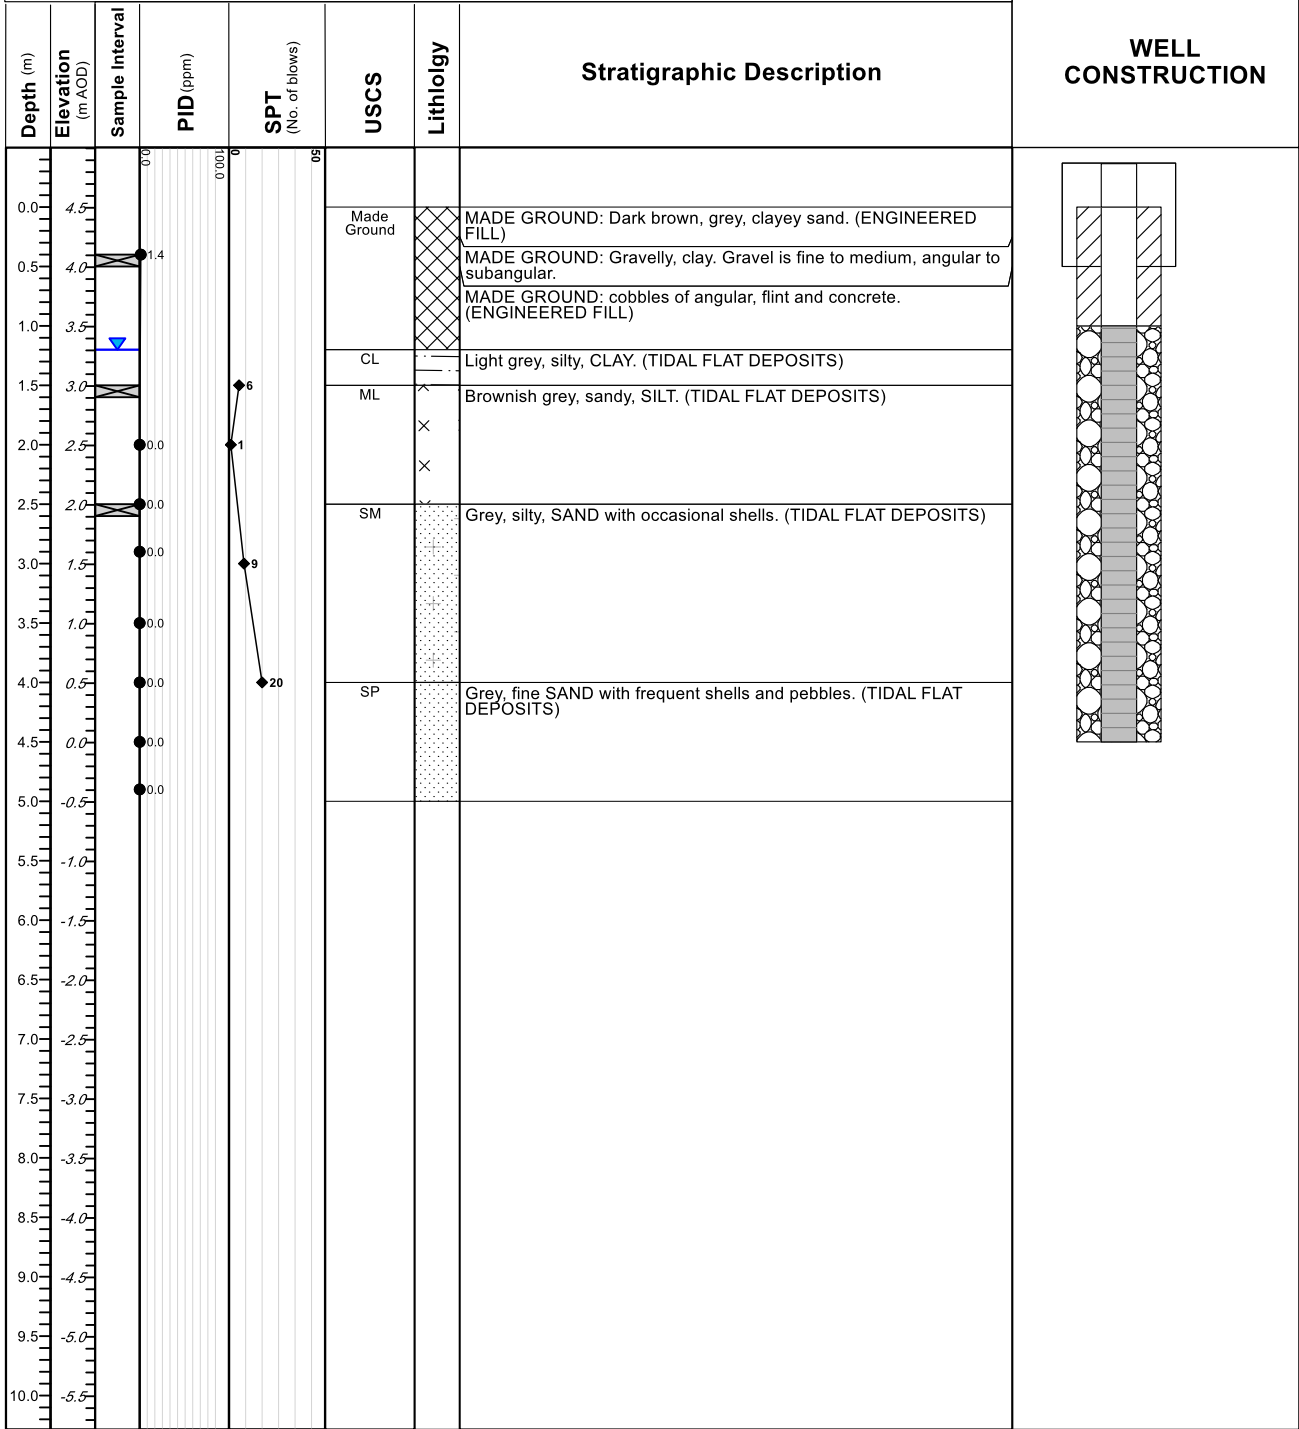 Depth (m)
Elevation
(m AOD)
Sample Interval
PID (ppm)
SPT
(No. of blows)
USCS
Lithlolgy
Stratigraphic Description
WELL
CONSTRUCTION
0.0
100.0
0
50
0.0 4.5
Made
Ground
MADE GROUND: Dark brown, grey, clayey sand. (ENGINEERED
FILL)
1.4
MADE GROUND: Gravelly, clay. Gravel is fine to medium, angular to
subangular.
0.5 4.0
MADE GROUND: cobbles of angular, flint and concrete.
(ENGINEERED FILL)
1.0 3.5
CL Light grey, silty, CLAY. (TIDAL FLAT DEPOSITS)
1.5 3.0 6
ML Brownish grey, sandy, SILT. (TIDAL FLAT DEPOSITS)
2.0 2.5 0.0 1
2.5 2.0 0.0
SM Grey, silty, SAND with occasional shells. (TIDAL FLAT DEPOSITS)
0.0
3.0 1.5 9
3.5 1.0 0.0
4.0 0.5 0.0 20
SP Grey, fine SAND with frequent shells and pebbles. (TIDAL FLAT
DEPOSITS)
4.5 0.0 0.0
0.0
5.0 -0.5
5.5 -1.0
6.0 -1.5
6.5 -2.0
7.0 -2.5
7.5 -3.0
8.0 -3.5
8.5 -4.0
9.0 -4.5
9.5 -5.0
10.0 -5.5